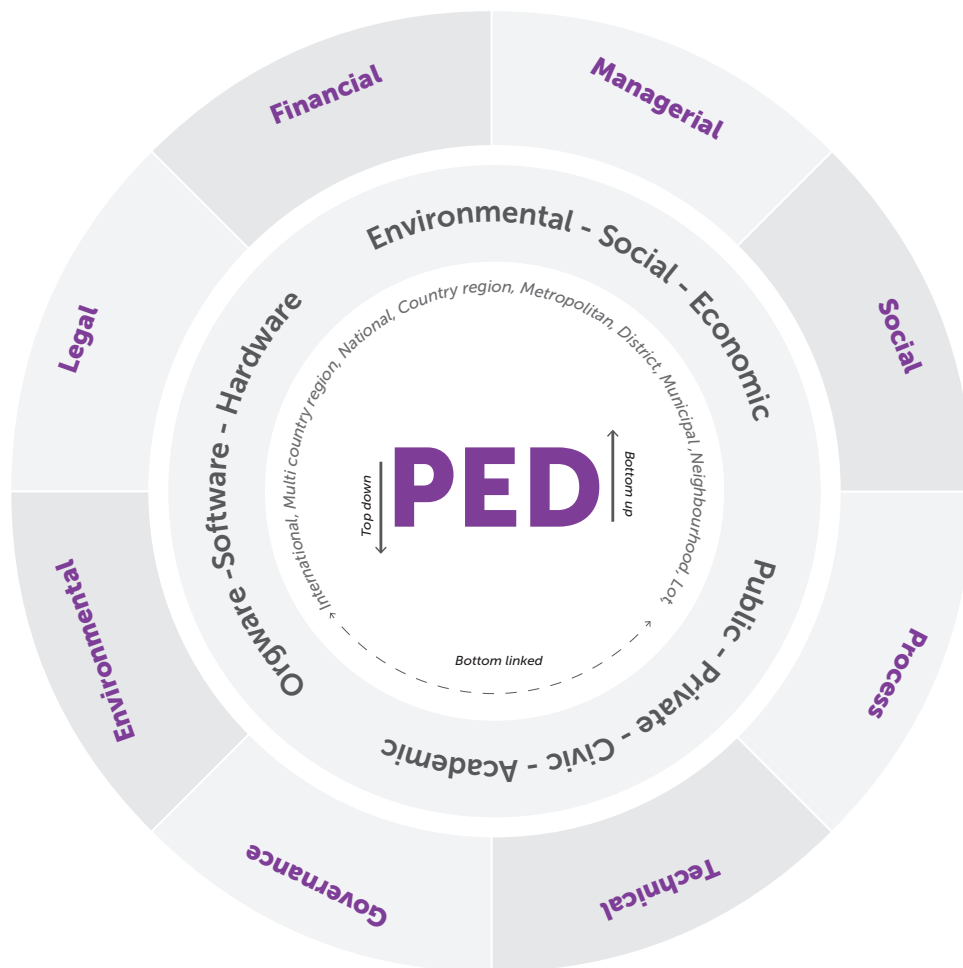 Financial
Managerial
Social
Process
Technical
Governance
Environmental
Legal
Environmental - Social - Economic
Public - Private - Civic - Academic
Orgware -Software - Hardware
International, Multi country region, National, Country region, Metropolitan, District, Municipal ,Neighbourhood, Lot,
Top down
PED
Bottom up
Bottom linked